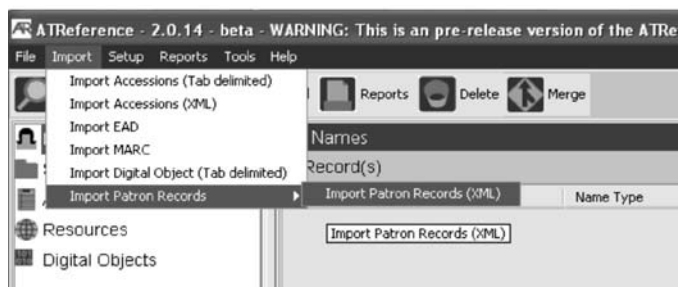 ATReference - 2.0.14 - beta - WARNING: This is an pre-release version of the ATRe
File Import Setup Reports Tools Help
Import Accessions (Tab delimited)
Import Accessions (XML)
Reports Delete Merge
Import EAD
Names
Import MARC
Record(s)
Import Digital Object (Tab delimited)
Import Patron Records Import Patron Records (XML) Name Type
Resources
Import Patron Records (XML)
Digital Objects